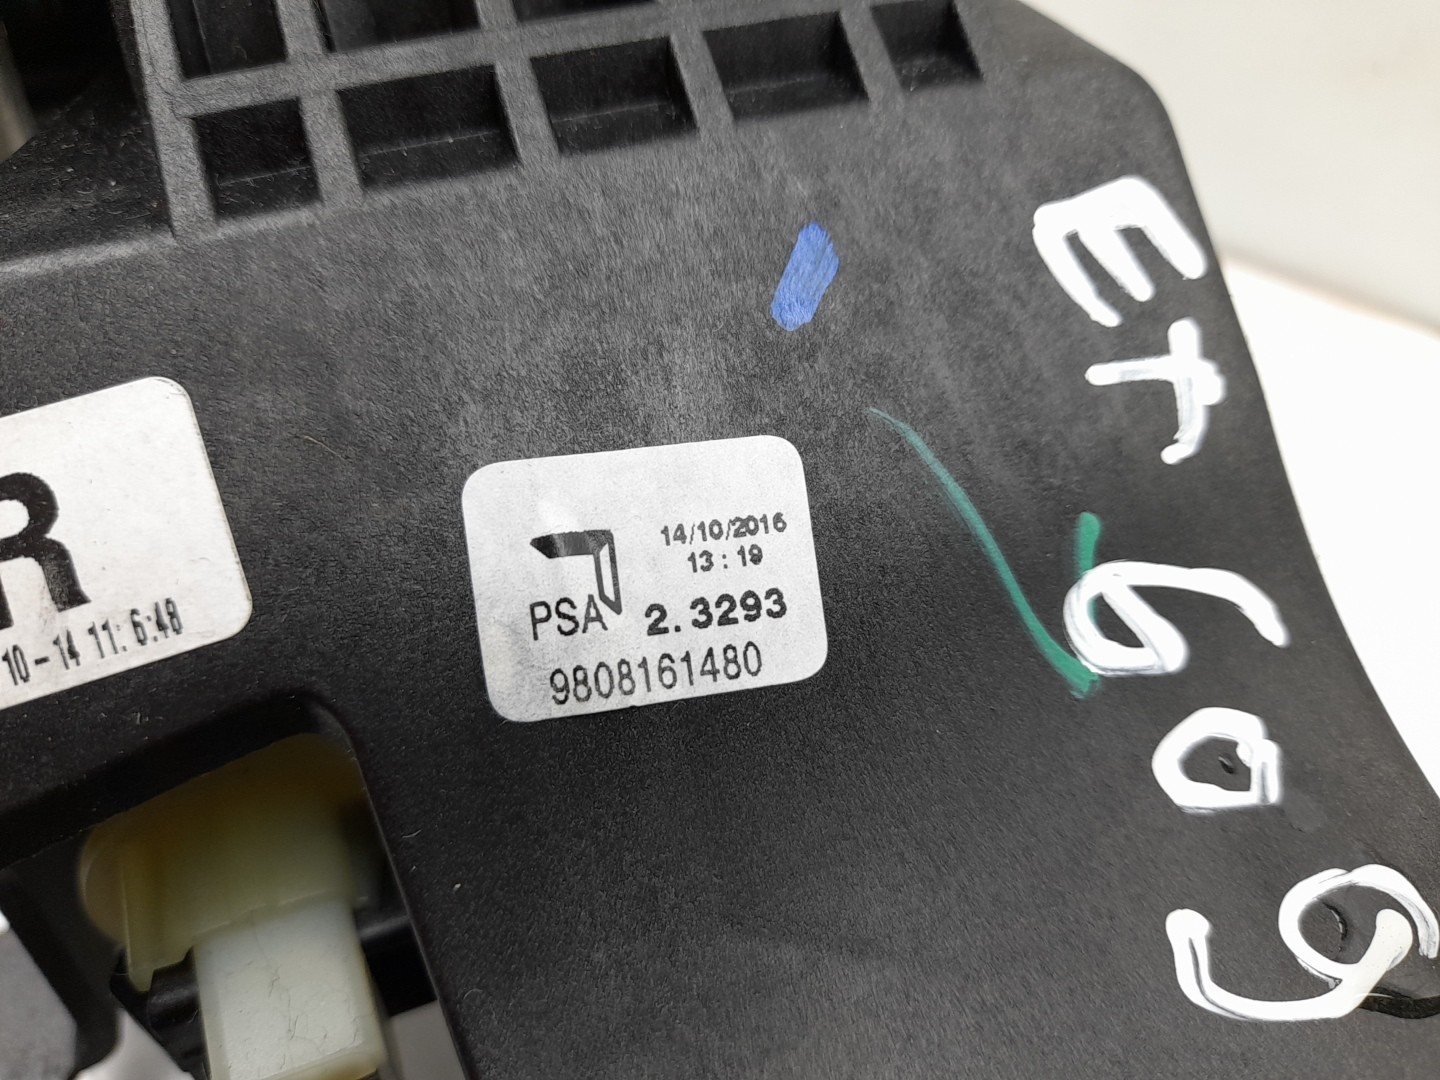 R
10-14 11:6:48
14/10/2016
13:19
PSA 2.3293
9808161480
Et 609